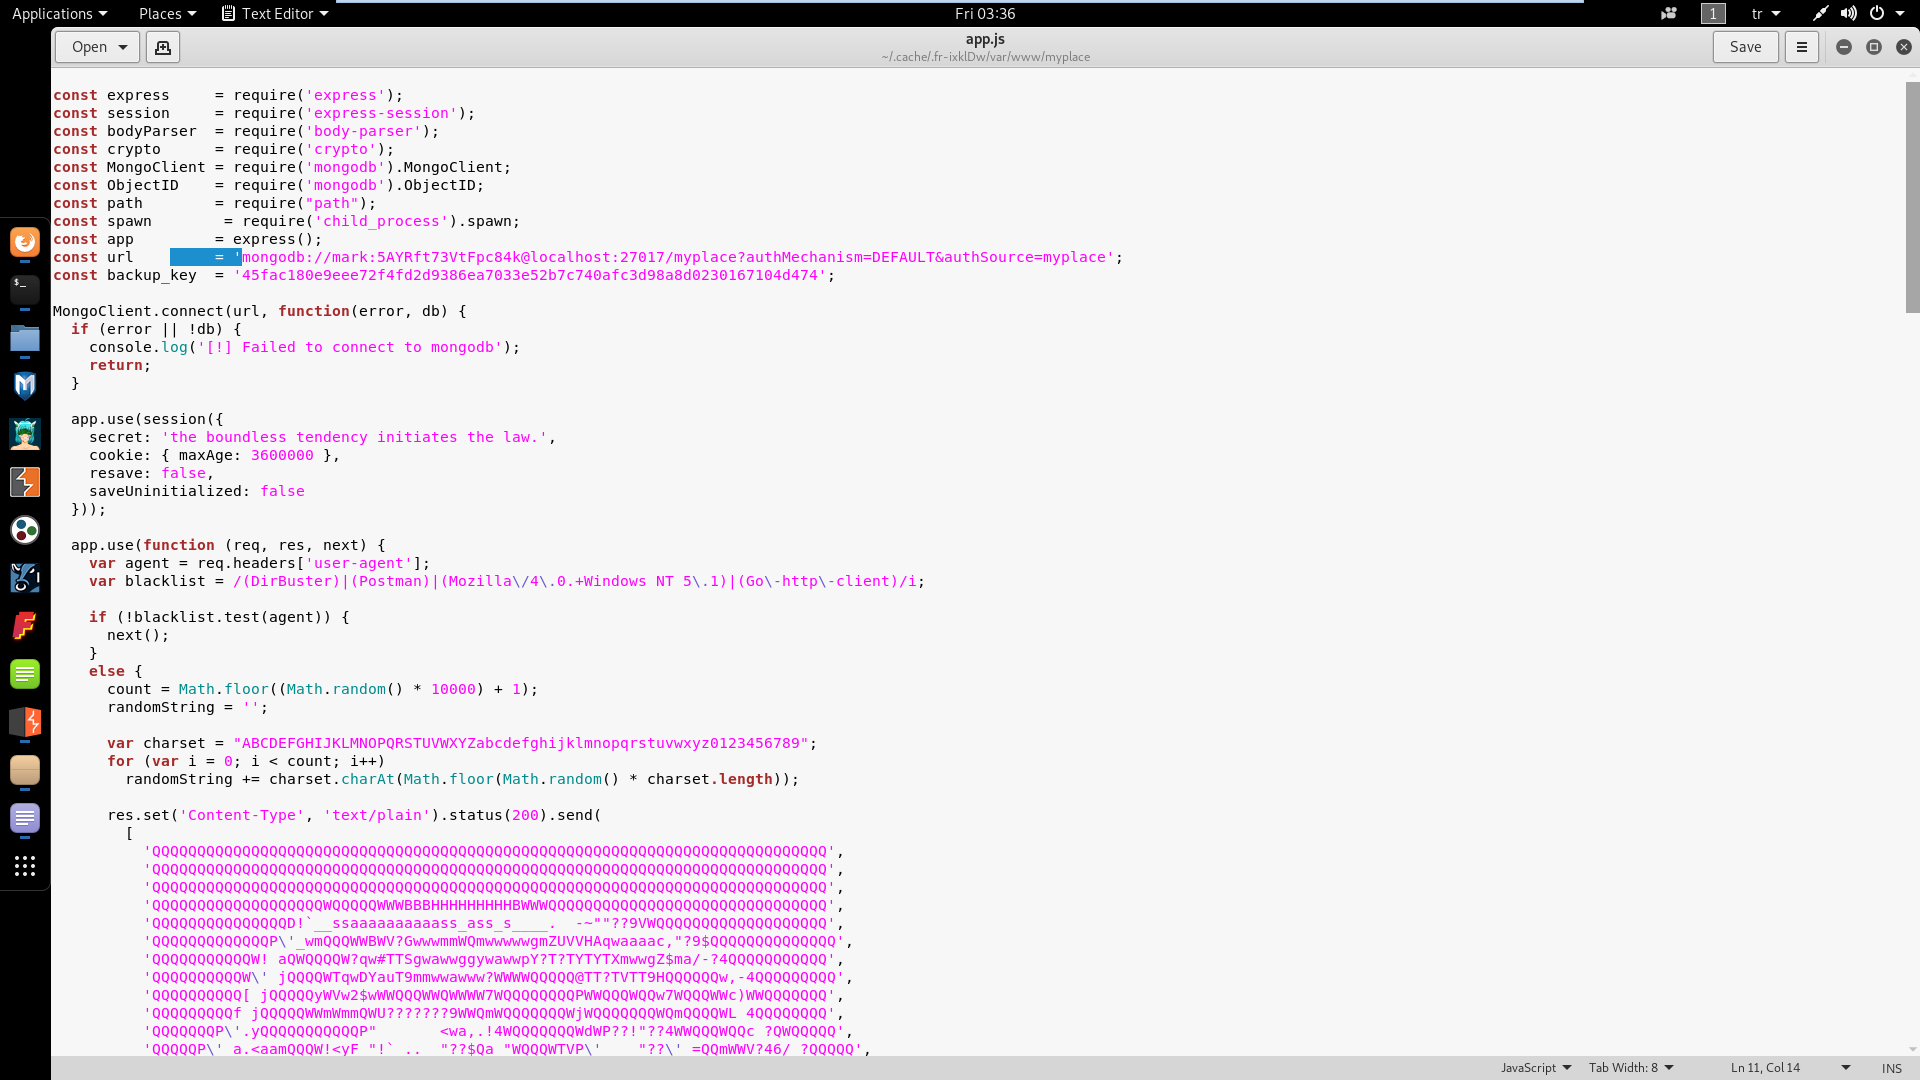 Applications Places Text Editor Fri 03:36 1 tr
Open app.js Save
~/.cache/.fr-ixklDw/var/www/myplace
const express     = require('express');
const session     = require('express-session');
const bodyParser  = require('body-parser');
const crypto      = require('crypto');
const MongoClient = require('mongodb').MongoClient;
const ObjectID    = require('mongodb').ObjectID;
const path        = require("path");
const spawn        = require('child_process').spawn;
const app         = express();
const url         = 'mongodb://mark:5AYRft73VtFpc84k@localhost:27017/myplace?authMechanism=DEFAULT&authSource=myplace';
const backup_key  = '45fac180e9eee72f4fd2d9386ea7033e52b7c740afc3d98a8d0230167104d474';
MongoClient.connect(url, function(error, db) {
  if (error || !db) {
    console.log('[!] Failed to connect to mongodb');
    return;
  }
  app.use(session({
    secret: 'the boundless tendency initiates the law.',
    cookie: { maxAge: 3600000 },
    resave: false,
    saveUninitialized: false
  }));
  app.use(function (req, res, next) {
    var agent = req.headers['user-agent'];
    var blacklist = /(DirBuster)|(Postman)|(Mozilla\/4\.0.+Windows NT 5\.1)|(Go\-http\-client)/i;
    if (!blacklist.test(agent)) {
      next();
    }
    else {
      count = Math.floor((Math.random() * 10000) + 1);
      randomString = '';
      var charset = "ABCDEFGHIJKLMNOPQRSTUVWXYZabcdefghijklmnopqrstuvwxyz0123456789";
      for (var i = 0; i < count; i++)
        randomString += charset.charAt(Math.floor(Math.random() * charset.length));
      res.set('Content-Type', 'text/plain').status(200).send(
        [
          'QQQQQQQQQQQQQQQQQQQQQQQQQQQQQQQQQQQQQQQQQQQQQQQQQQQQQQQQQQQQQQQQQQQQQQQQQQQ',
          'QQQQQQQQQQQQQQQQQQQQQQQQQQQQQQQQQQQQQQQQQQQQQQQQQQQQQQQQQQQQQQQQQQQQQQQQQQQ',
          'QQQQQQQQQQQQQQQQQQQQQQQQQQQQQQQQQQQQQQQQQQQQQQQQQQQQQQQQQQQQQQQQQQQQQQQQQQQ',
          'QQQQQQQQQQQQQQQQQQQWQQQQQWWWBBBHHHHHHHHHBWWWQQQQQQQQQQQQQQQQQQQQQQQQQQQQQQQ',
          'QQQQQQQQQQQQQQQD!`__ssaaaaaaaaaass_ass_s____.  -~""??9VWQQQQQQQQQQQQQQQQQQQ',
          'QQQQQQQQQQQQQP\'_wmQQQWWBWV?GwwwmmWQmwwwwwgmZUVVHAqwaaaac,"?9$QQQQQQQQQQQQQQ',
          'QQQQQQQQQQQW! aQWQQQQW?qw#TTSgwawwggywawwpY?T?TYTYTXmwwgZ$ma/-?4QQQQQQQQQQQ',
          'QQQQQQQQQQW\' jQQQQWTqwDYauT9mmwwawww?WWWWQQQQQ@TT?TVTT9HQQQQQQw,-4QQQQQQQQQ',
          'QQQQQQQQQQ[ jQQQQQyWVw2$wWWQQQWWQWWWW7WQQQQQQQQPWWQQQWQQw7WQQQWWc)WWQQQQQQQ',
          'QQQQQQQQQf jQQQQQWWmWmmQWU???????9WWQmWQQQQQQQWjWQQQQQQQWQmQQQQWL 4QQQQQQQQ',
          'QQQQQQQP\'.yQQQQQQQQQQQP"       <wa,.!4WQQQQQQQWdWP??!"??4WWQQQWQQc ?QWQQQQQ',
          'QQQQQP\' a.<aamQQQW!<yF "!` ..  "??$Qa "WQQQWTVP\'    "??\' =QQmWWV?46/ ?QQQQQ',
JavaScript Tab Width: 8 Ln 11, Col 14 INS